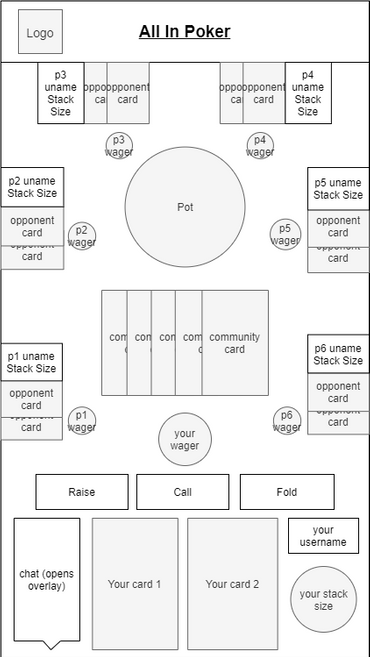 Logo
All In Poker
p3
uname
Stack
Size
oppo
ca
opponent
card
oppo
ca
opponent
card
p4
uname
Stack
Size
p3
wager
p4
wager
Pot
p2 uname
Stack Size
opponent
card
card
p2
wager
p5 uname
Stack Size
opponent
card
card
p5
wager
com
com
com
com
community
card
p1 uname
Stack Size
opponent
card
card
p1
wager
p6 uname
Stack Size
opponent
card
card
p6
wager
your
wager
Raise
Call
Fold
chat (opens
overlay)
Your card 1
Your card 2
your
username
your stack
size